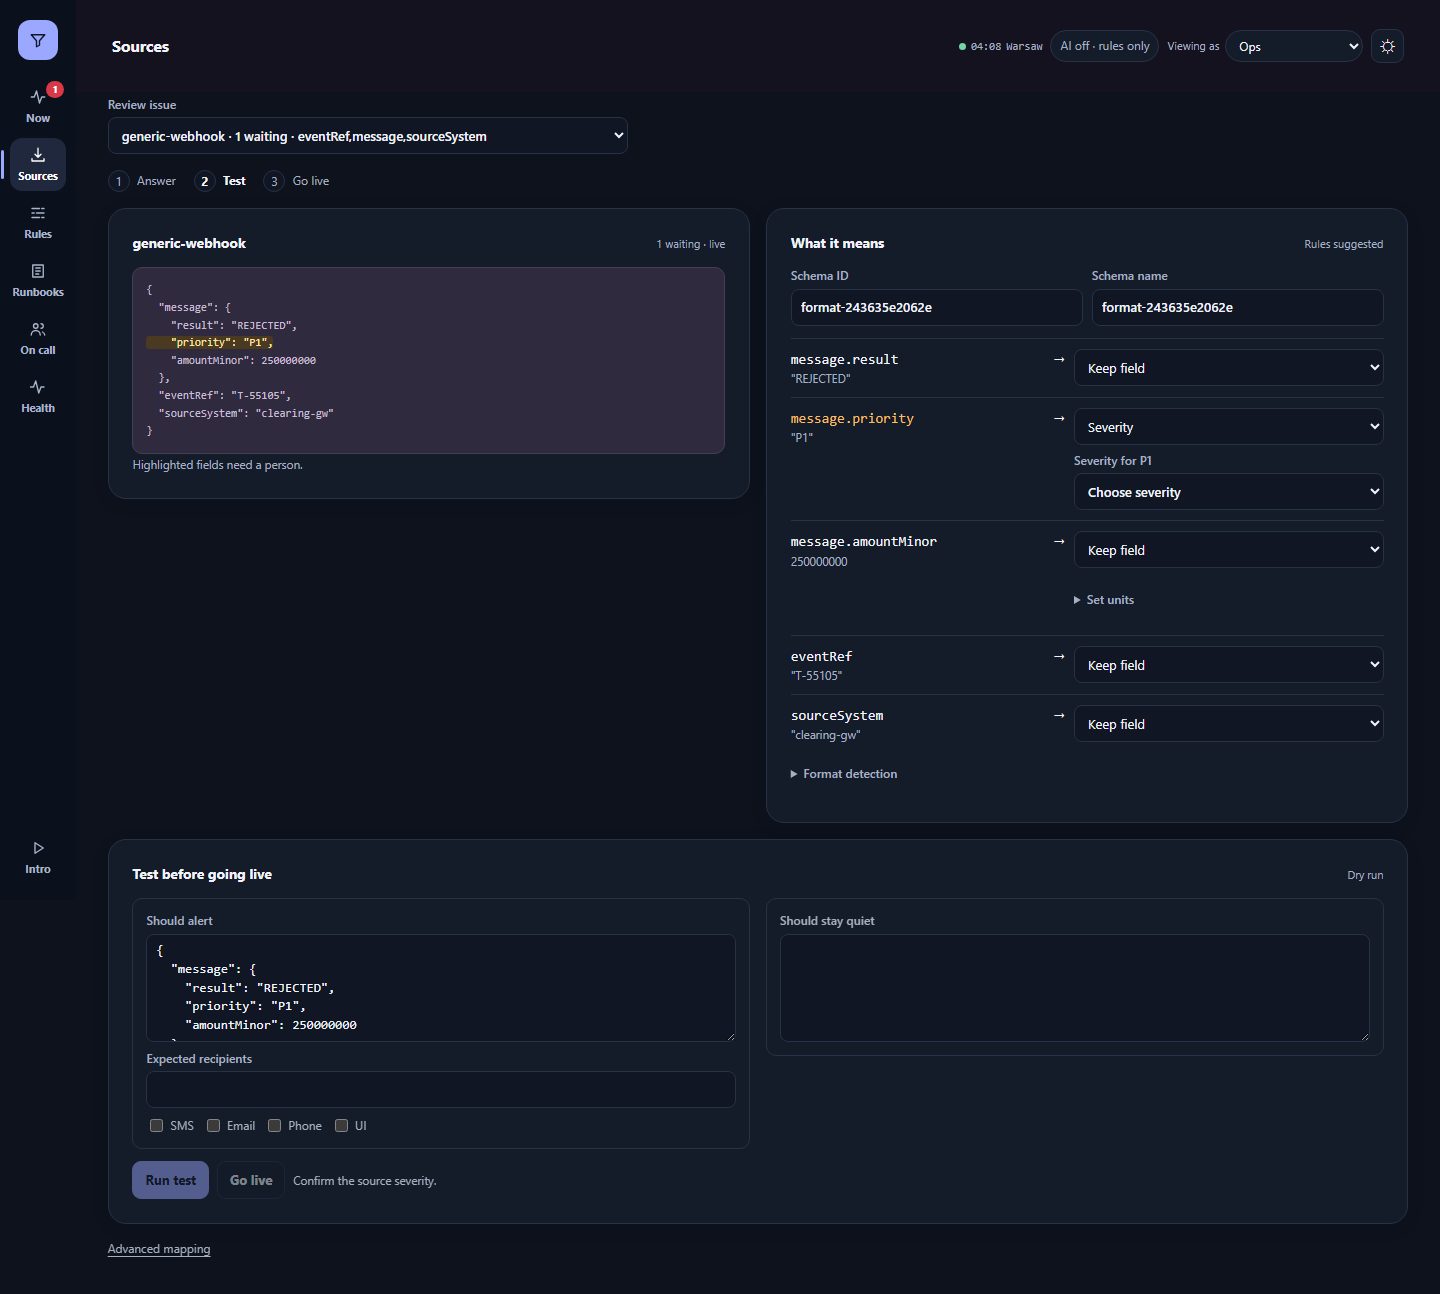 Sources
04:08 Warsaw
AI off · rules only
Viewing as
Ops
1
Now
Sources
Rules
Runbooks
On call
Health
Intro
Review issue
generic-webhook · 1 waiting · eventRef,message,sourceSystem
1 Answer
2 Test
3 Go live
generic-webhook
1 waiting · live
{
  "message": {
    "result": "REJECTED",
    "priority": "P1",
    "amountMinor": 250000000
  },
  "eventRef": "T-55105",
  "sourceSystem": "clearing-gw"
}
Highlighted fields need a person.
What it means
Rules suggested
Schema ID
format-243635e2062e
Schema name
format-243635e2062e
message.result → Keep field
"REJECTED"
message.priority → Severity
"P1"
Severity for P1
Choose severity
message.amountMinor → Keep field
250000000
Set units
eventRef → Keep field
"T-55105"
sourceSystem → Keep field
"clearing-gw"
Format detection
Test before going live
Dry run
Should alert
{
  "message": {
    "result": "REJECTED",
    "priority": "P1",
    "amountMinor": 250000000
Expected recipients
SMS Email Phone UI
Should stay quiet
Run test
Go live
Confirm the source severity.
Advanced mapping